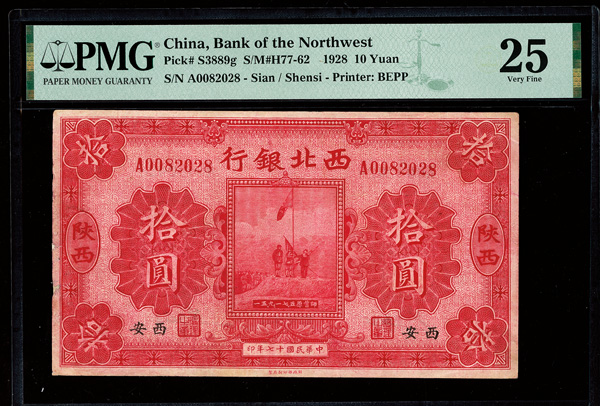 PMG
PAPER MONEY GUARANTY
China, Bank of the Northwest
Pick# S3889g S/M#H77-62 1928 10 Yuan
S/N A0082028 - Sian / Shensi - Printer: BEPP
25
Very Fine
拾 拾
行銀北西
A0082028 A0082028
拾圓 拾圓
陝西 陝西
安西 安西
拾 拾
印年七十國民華中